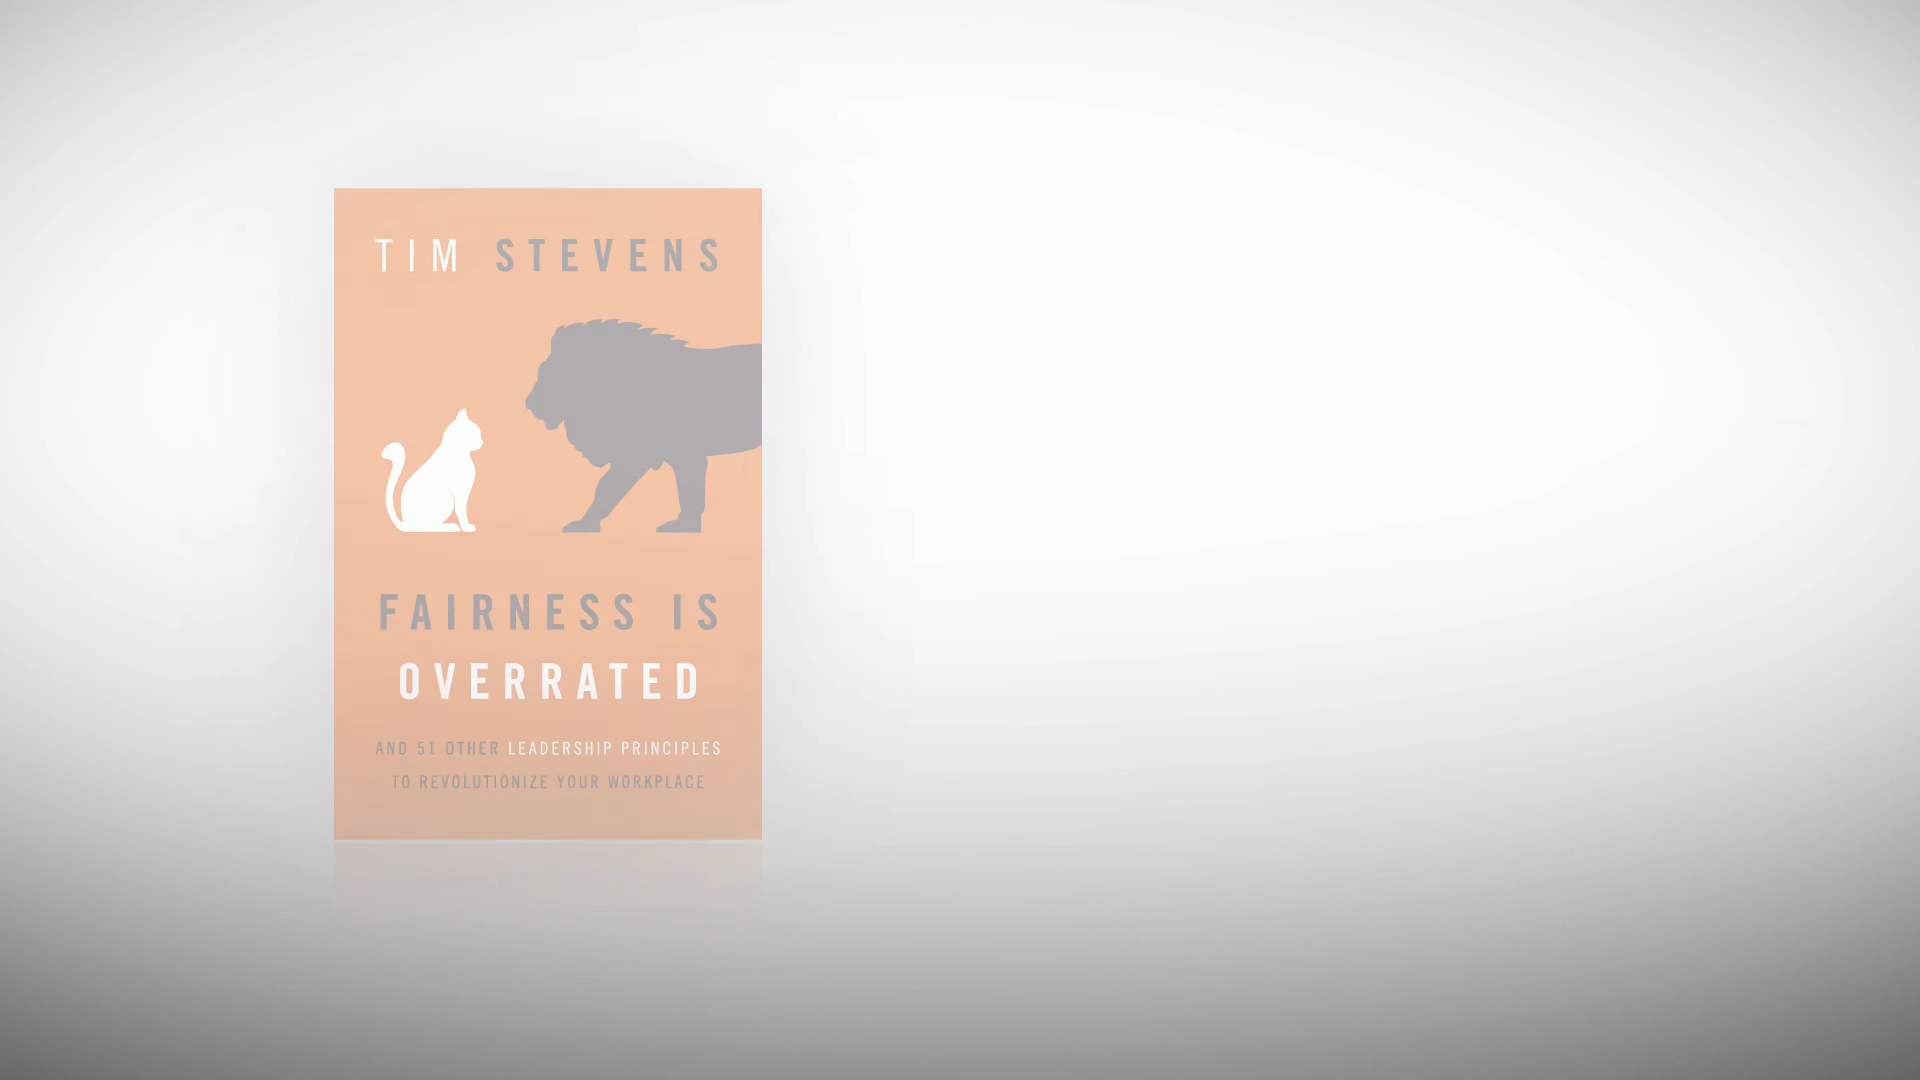 TIM STEVENS
FAIRNESS IS
OVERRATED
AND 51 OTHER LEADERSHIP PRINCIPLES
TO REVOLUTIONIZE YOUR WORKPLACE